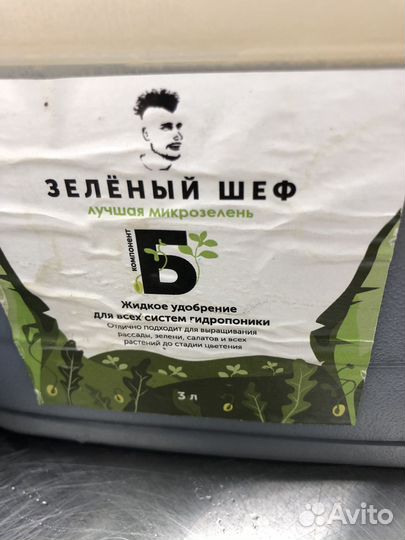 ЗЕЛЁНЫЙ ШЕФ
лучшая микрозелень
компонент
Б
Жидкое удобрение
для всех систем гидропоники
Отлично подходит для выращивания
рассады, зелени, салатов и всех
растений до стадии цветения
3 л
Avito